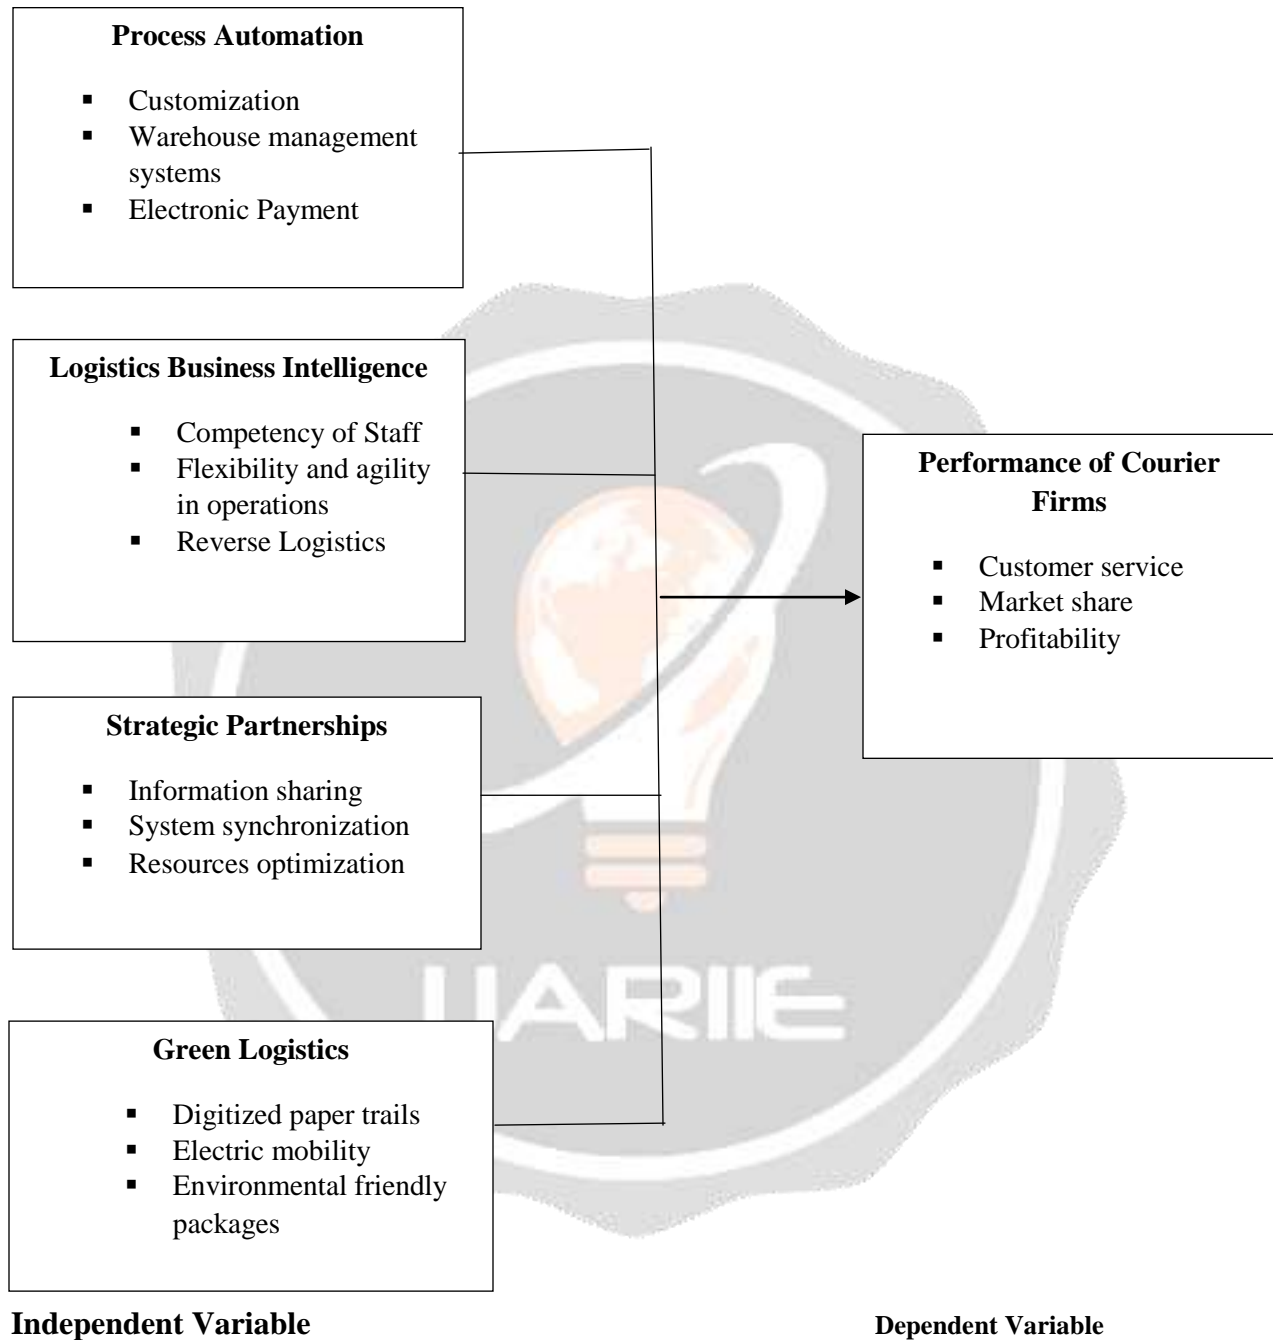 Process Automation
▪ Customization
▪ Warehouse management
systems
▪ Electronic Payment
Logistics Business Intelligence
▪ Competency of Staff
▪ Flexibility and agility
in operations
▪ Reverse Logistics
Strategic Partnerships
▪ Information sharing
▪ System synchronization
▪ Resources optimization
Green Logistics
▪ Digitized paper trails
▪ Electric mobility
▪ Environmental friendly
packages
Performance of Courier
Firms
▪ Customer service
▪ Market share
▪ Profitability
IJARIIE
Independent Variable
Dependent Variable